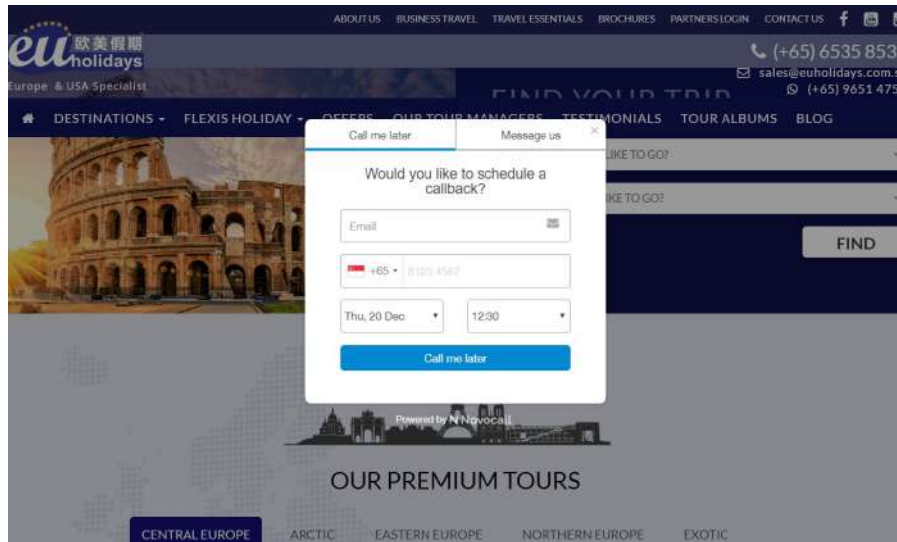 ABOUT US BUSINESS TRAVEL TRAVEL ESSENTIALS BROCHURES PARTNERS LOGIN CONTACT US
eu 欧美假期
holidays
Europe & USA Specialist
(+65) 6535 853
sales@euholidays.com.s
(+65) 9651 475
FIND YOUR TRIP
DESTINATIONS FLEXIS HOLIDAY OFFERS OUR TOUR MANAGERS TESTIMONIALS TOUR ALBUMS BLOG
Call me later Message us ×
LIKE TO GO?
Would you like to schedule a
callback?
LIKE TO GO?
Email
FIND
+65 8123 4567
Thu, 20 Dec 12:30
Call me later
Powered by Novocall
OUR PREMIUM TOURS
CENTRAL EUROPE ARCTIC EASTERN EUROPE NORTHERN EUROPE EXOTIC